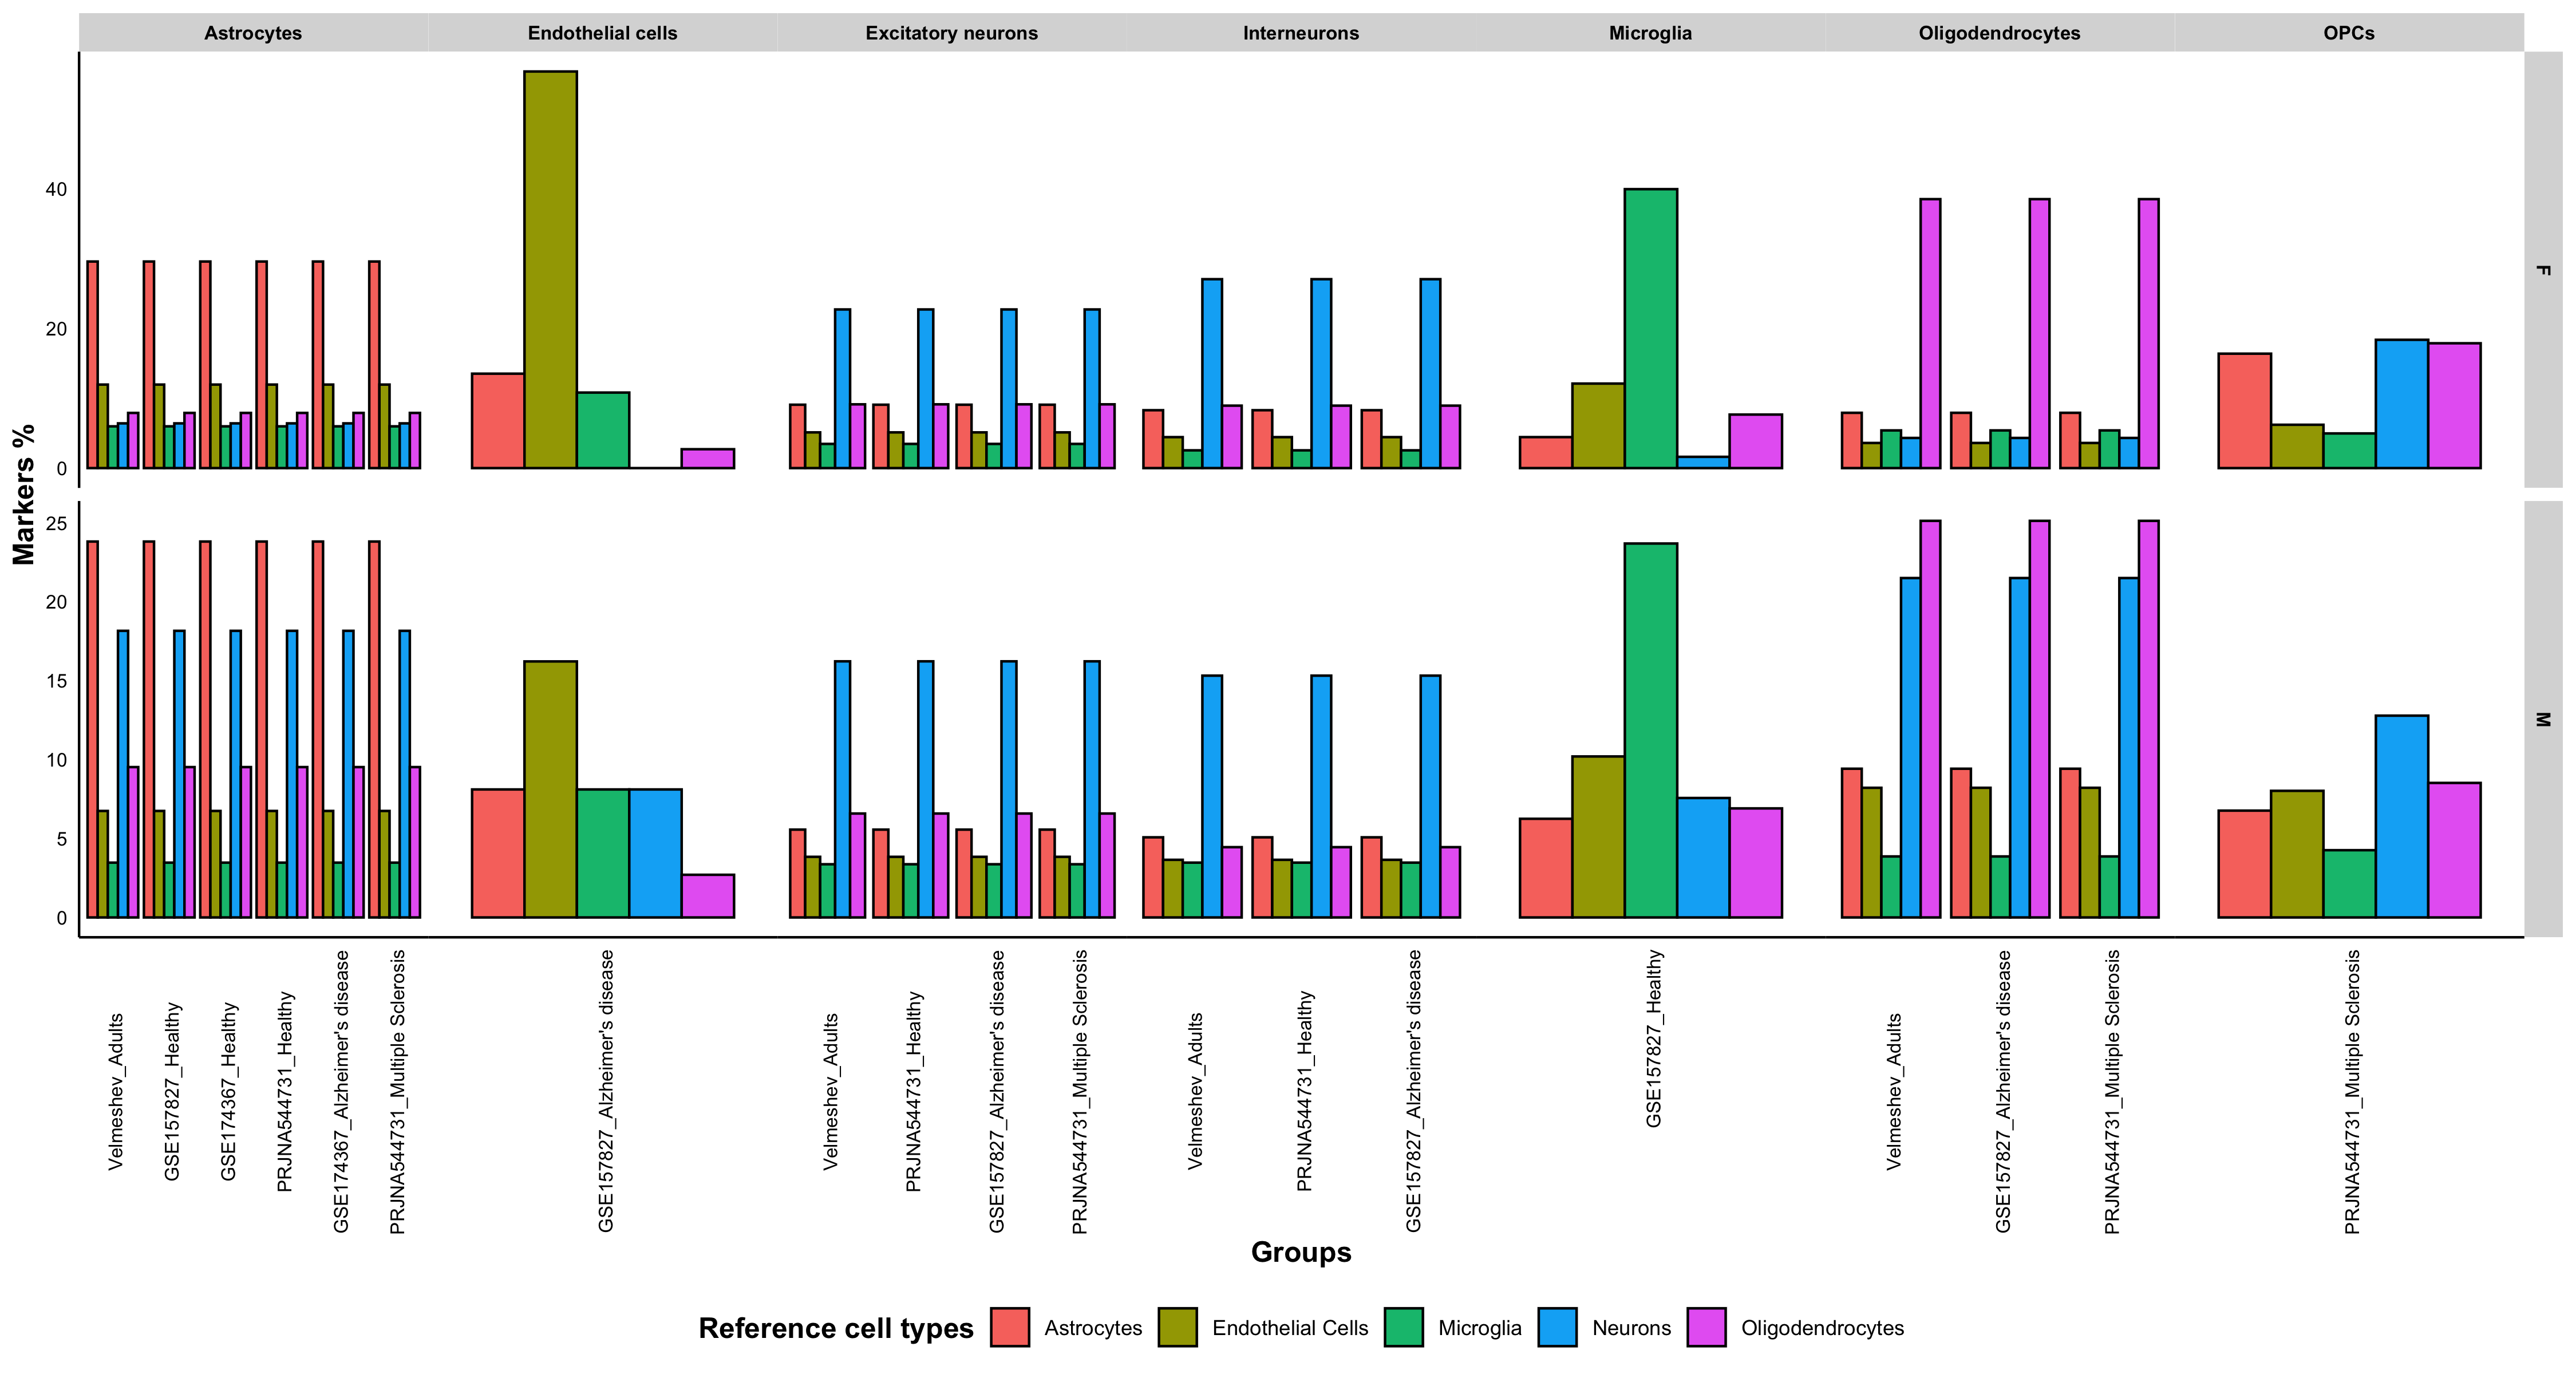 Astrocytes Endothelial cells Excitatory neurons Interneurons Microglia Oligodendrocytes OPCs
F
M
Markers %
40
20
0
25
20
15
10
5
0
Velmeshev_Adults
GSE157827_Healthy
GSE174367_Healthy
PRJNA544731_Healthy
GSE174367_Alzheimer's disease
PRJNA544731_Multiple Sclerosis
GSE157827_Alzheimer's disease
Velmeshev_Adults
PRJNA544731_Healthy
GSE157827_Alzheimer's disease
PRJNA544731_Multiple Sclerosis
Velmeshev_Adults
PRJNA544731_Healthy
GSE157827_Alzheimer's disease
GSE157827_Healthy
Velmeshev_Adults
GSE157827_Alzheimer's disease
PRJNA544731_Multiple Sclerosis
PRJNA544731_Multiple Sclerosis
Groups
Reference cell types Astrocytes Endothelial Cells Microglia Neurons Oligodendrocytes